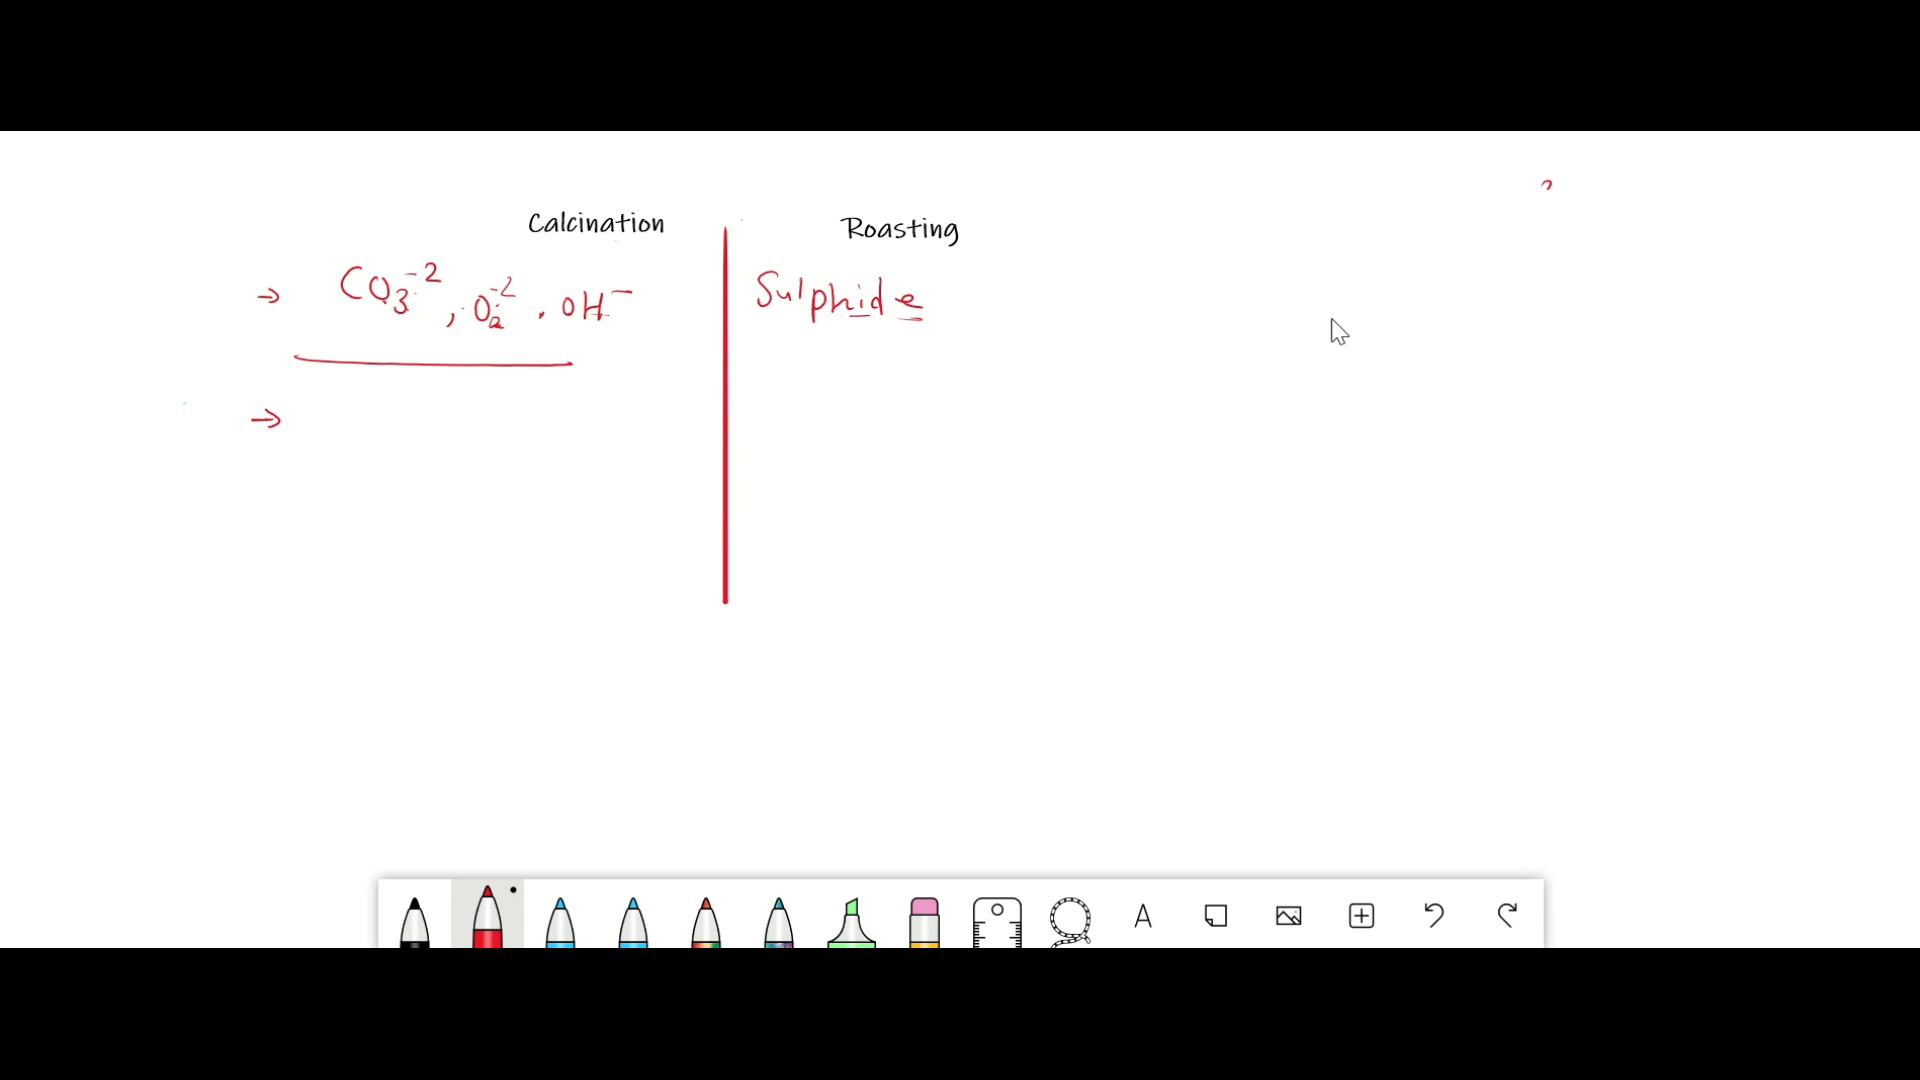 Calcination Roasting
→ CO₃⁻², O₂⁻², OH⁻ Sulphide
→
A